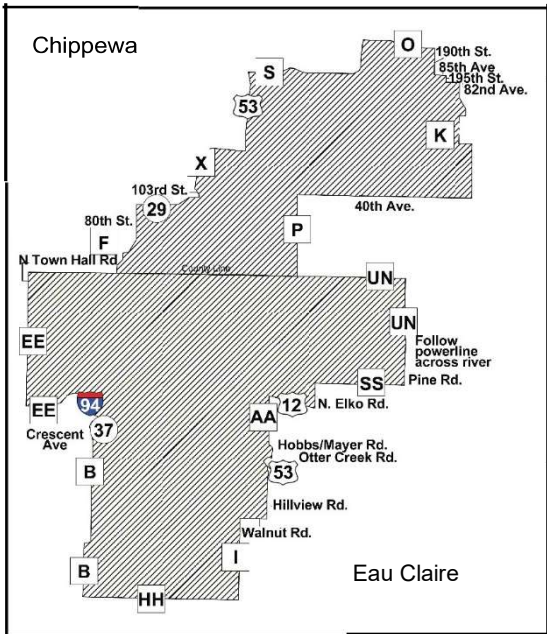 Chippewa
O
190th St.
85th Ave
195th St.
82nd Ave.
S
53
K
X
103rd St.
29
40th Ave.
80th St.
F
P
N Town Hall Rd
County Line
UN
EE
UN
Follow
powerline
across river
SS
Pine Rd.
EE
94
12
N. Elko Rd.
AA
Crescent
Ave
37
Hobbs/Mayer Rd.
Otter Creek Rd.
B
53
Hillview Rd.
Walnut Rd.
I
B
Eau Claire
HH